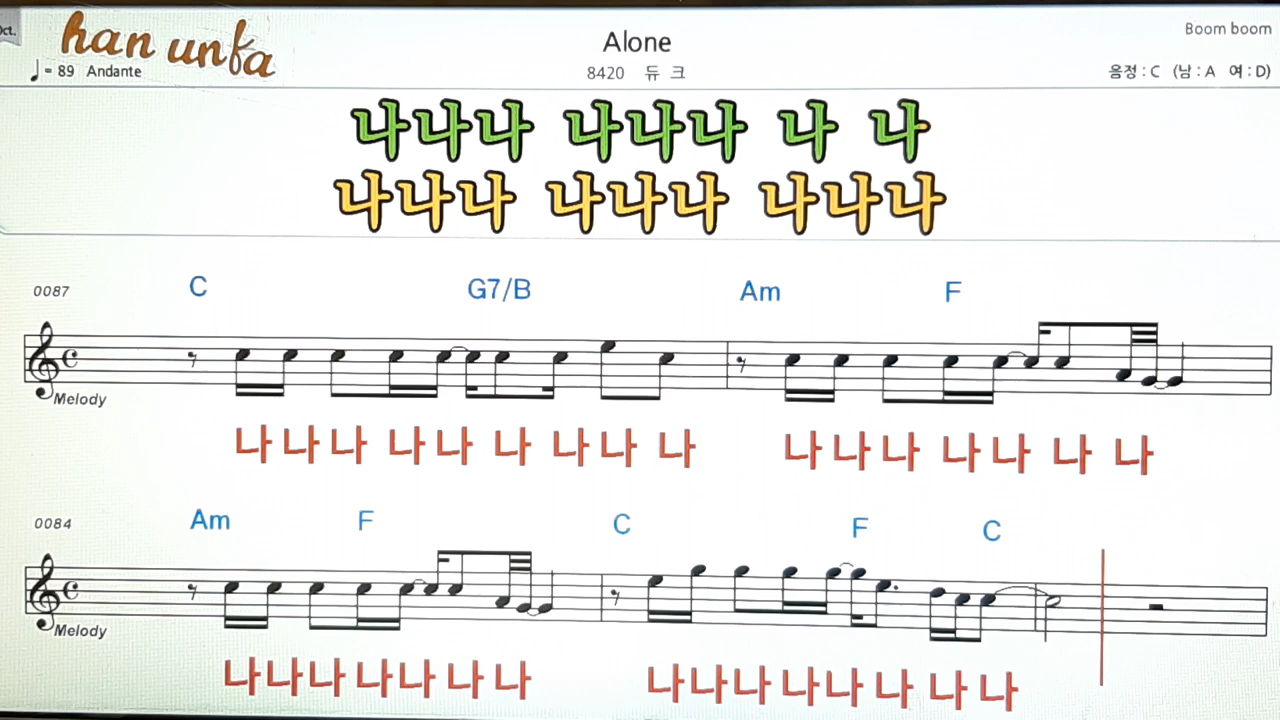 Oct.
han unfa
Alone
Boom boom
♩= 89 Andante
8420 듀 크
음정 : C (남 : A 여 : D)
나나나 나나나 나 나
나나나 나나나 나나나
0087
C G7/B Am F
Melody
나 나 나 나 나 나 나 나 나 나 나 나 나 나 나 나
0084
Am F C F C
Melody
나 나 나 나 나 나 나 나 나 나 나 나 나 나 나